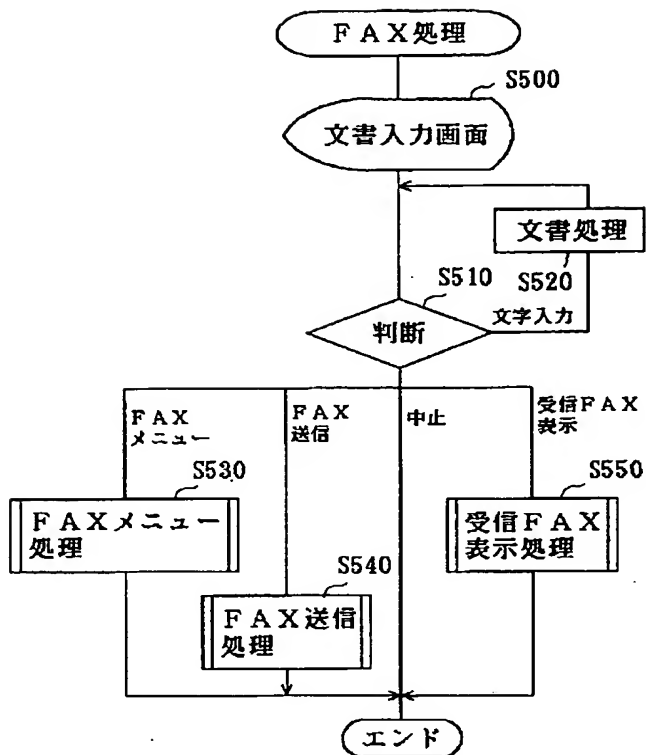 ＦＡＸ処理
S500
文書入力画面
文書処理
S520
S510
判断
文字入力
ＦＡＸ
メニュー
ＦＡＸ
送信
中止
受信ＦＡＸ
表示
S530
ＦＡＸメニュー
処理
S540
ＦＡＸ送信
処理
S550
受信ＦＡＸ
表示処理
エンド